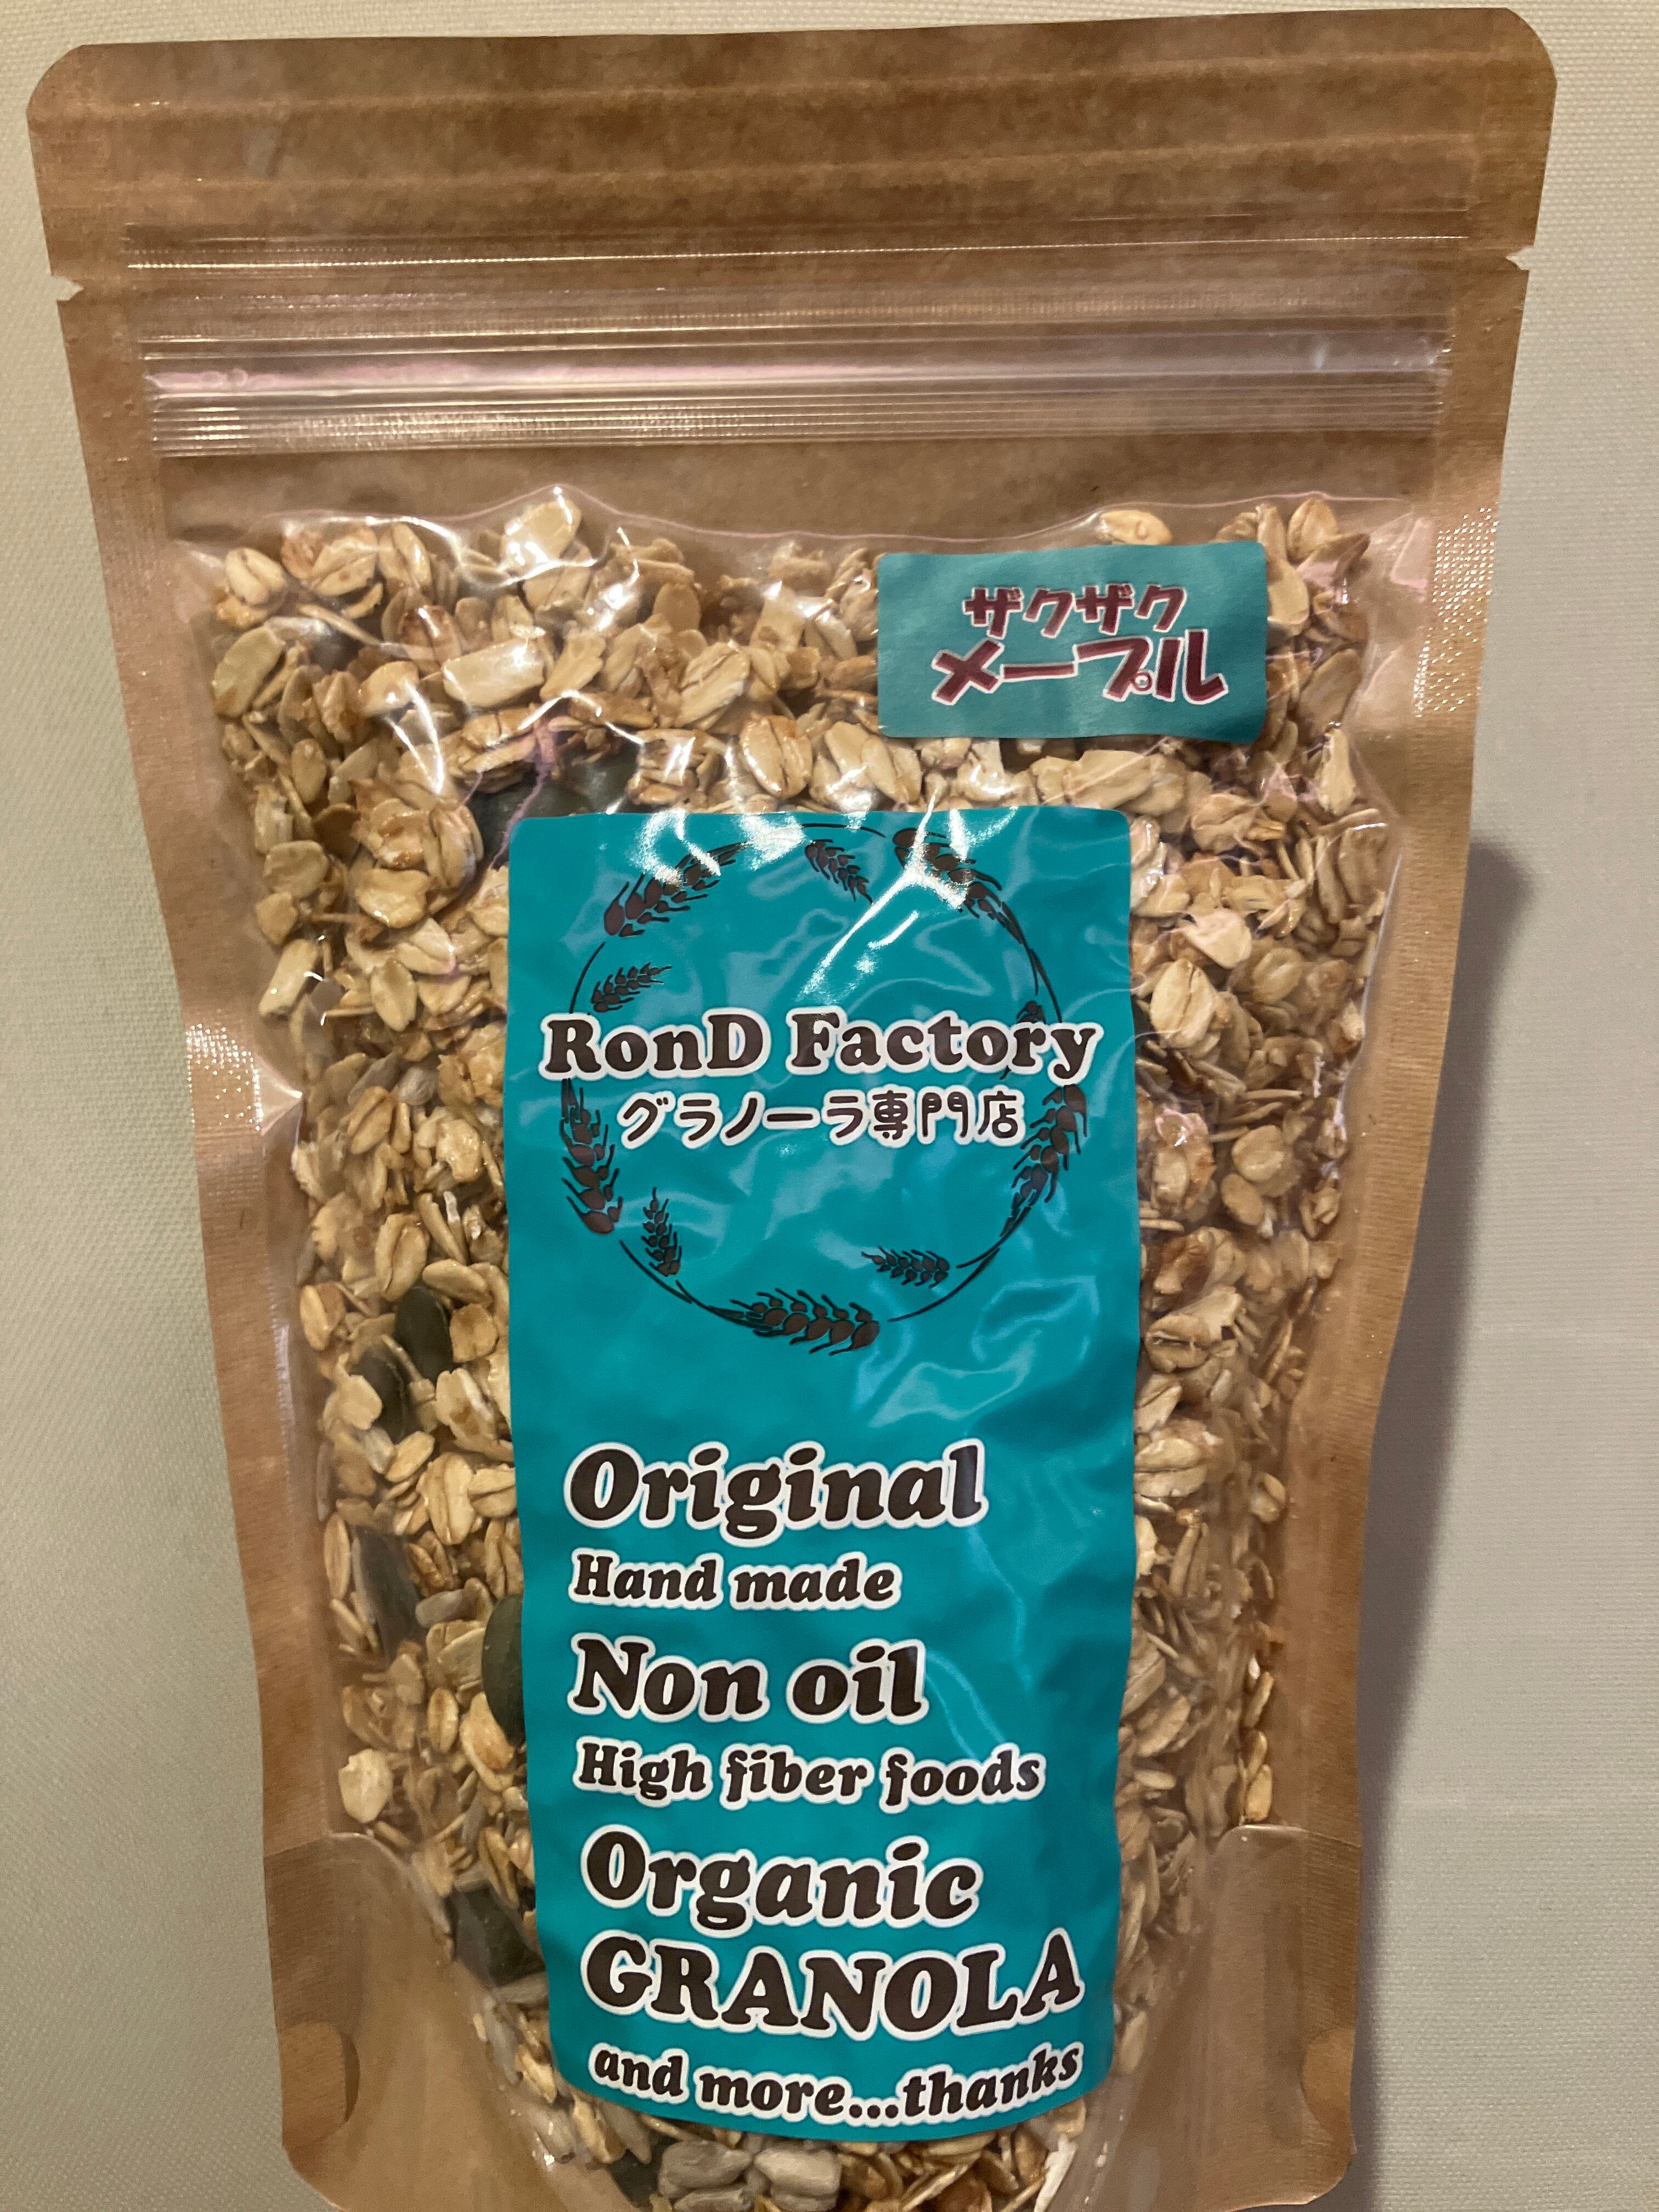 ザクザク
メープル
RonD Factory
グラノーラ専門店
Original
Hand made
Non oil
High fiber foods
Organic
GRANOLA
and more...thanks